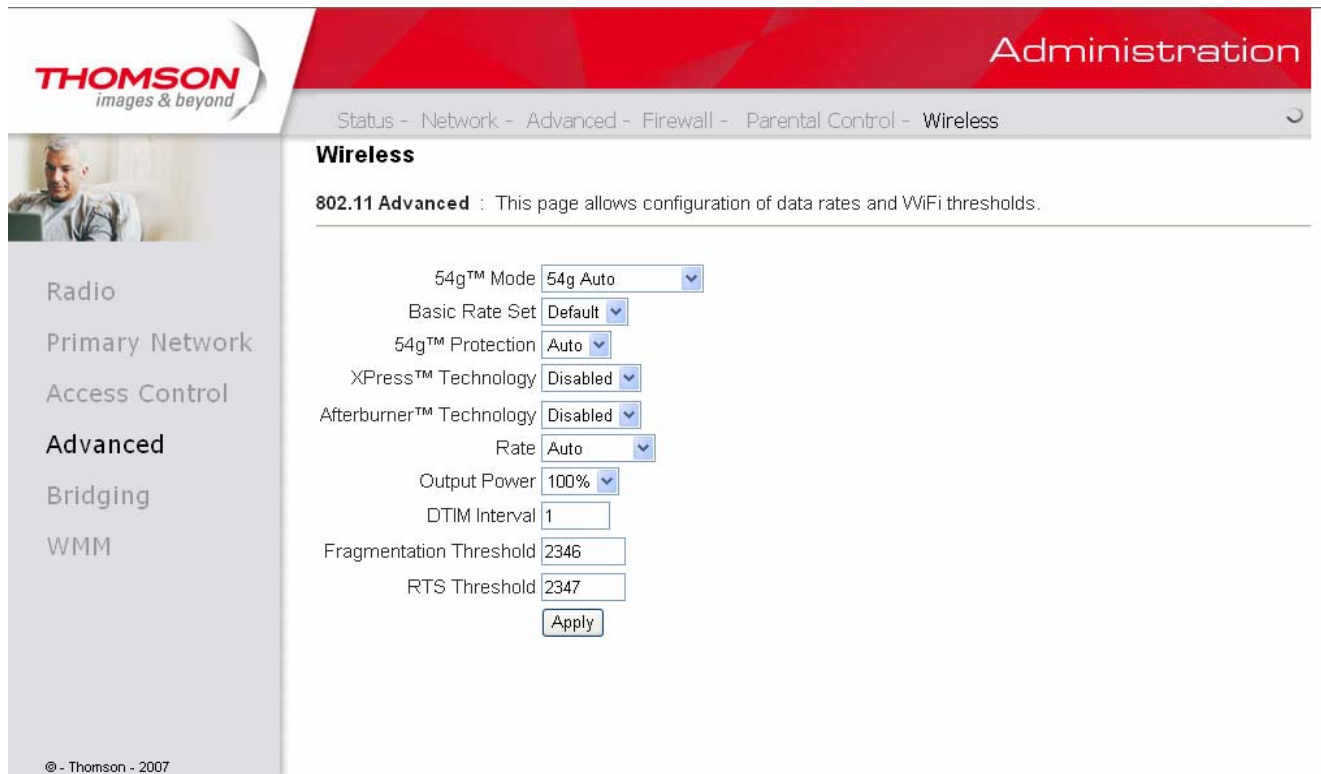 THOMSON
images & beyond
Administration
Status - Network - Advanced - Firewall - Parental Control - Wireless
Wireless
802.11 Advanced : This page allows configuration of data rates and WiFi thresholds.
Radio
Primary Network
Access Control
Advanced
Bridging
WMM
54g™ Mode 54g Auto
Basic Rate Set Default
54g™ Protection Auto
XPress™ Technology Disabled
Afterburner™ Technology Disabled
Rate Auto
Output Power 100%
DTIM Interval 1
Fragmentation Threshold 2346
RTS Threshold 2347
Apply
© - Thomson - 2007